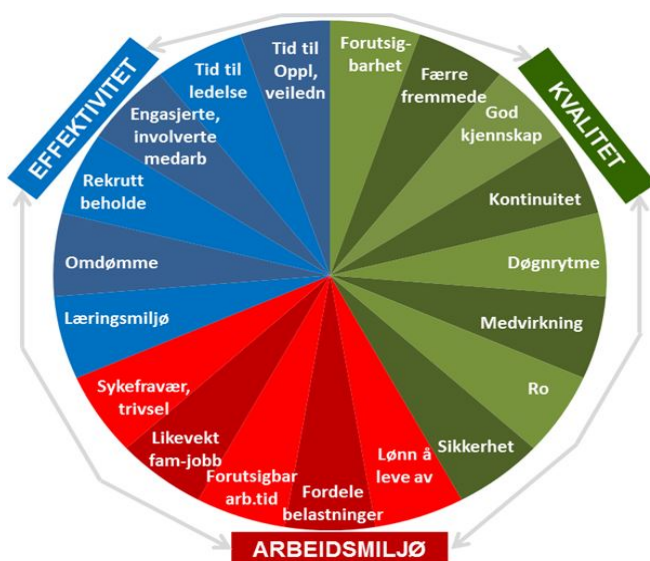 EFFEKTIVITET
KVALITET
ARBEIDSMILJØ
Forutsig-
barhet
Færre
fremmede
God
kjennskap
Kontinuitet
Døgnrytme
Medvirkning
Ro
Sikkerhet
Lønn å
leve av
Fordele
belastninger
Forutsigbar
arb.tid
Likevekt
fam-jobb
Sykefravær,
trivsel
Læringsmiljø
Omdømme
Rekrutt
beholde
Engasjerte,
involverte
medarb
Tid til
ledelse
Tid til
Oppl,
veiledn